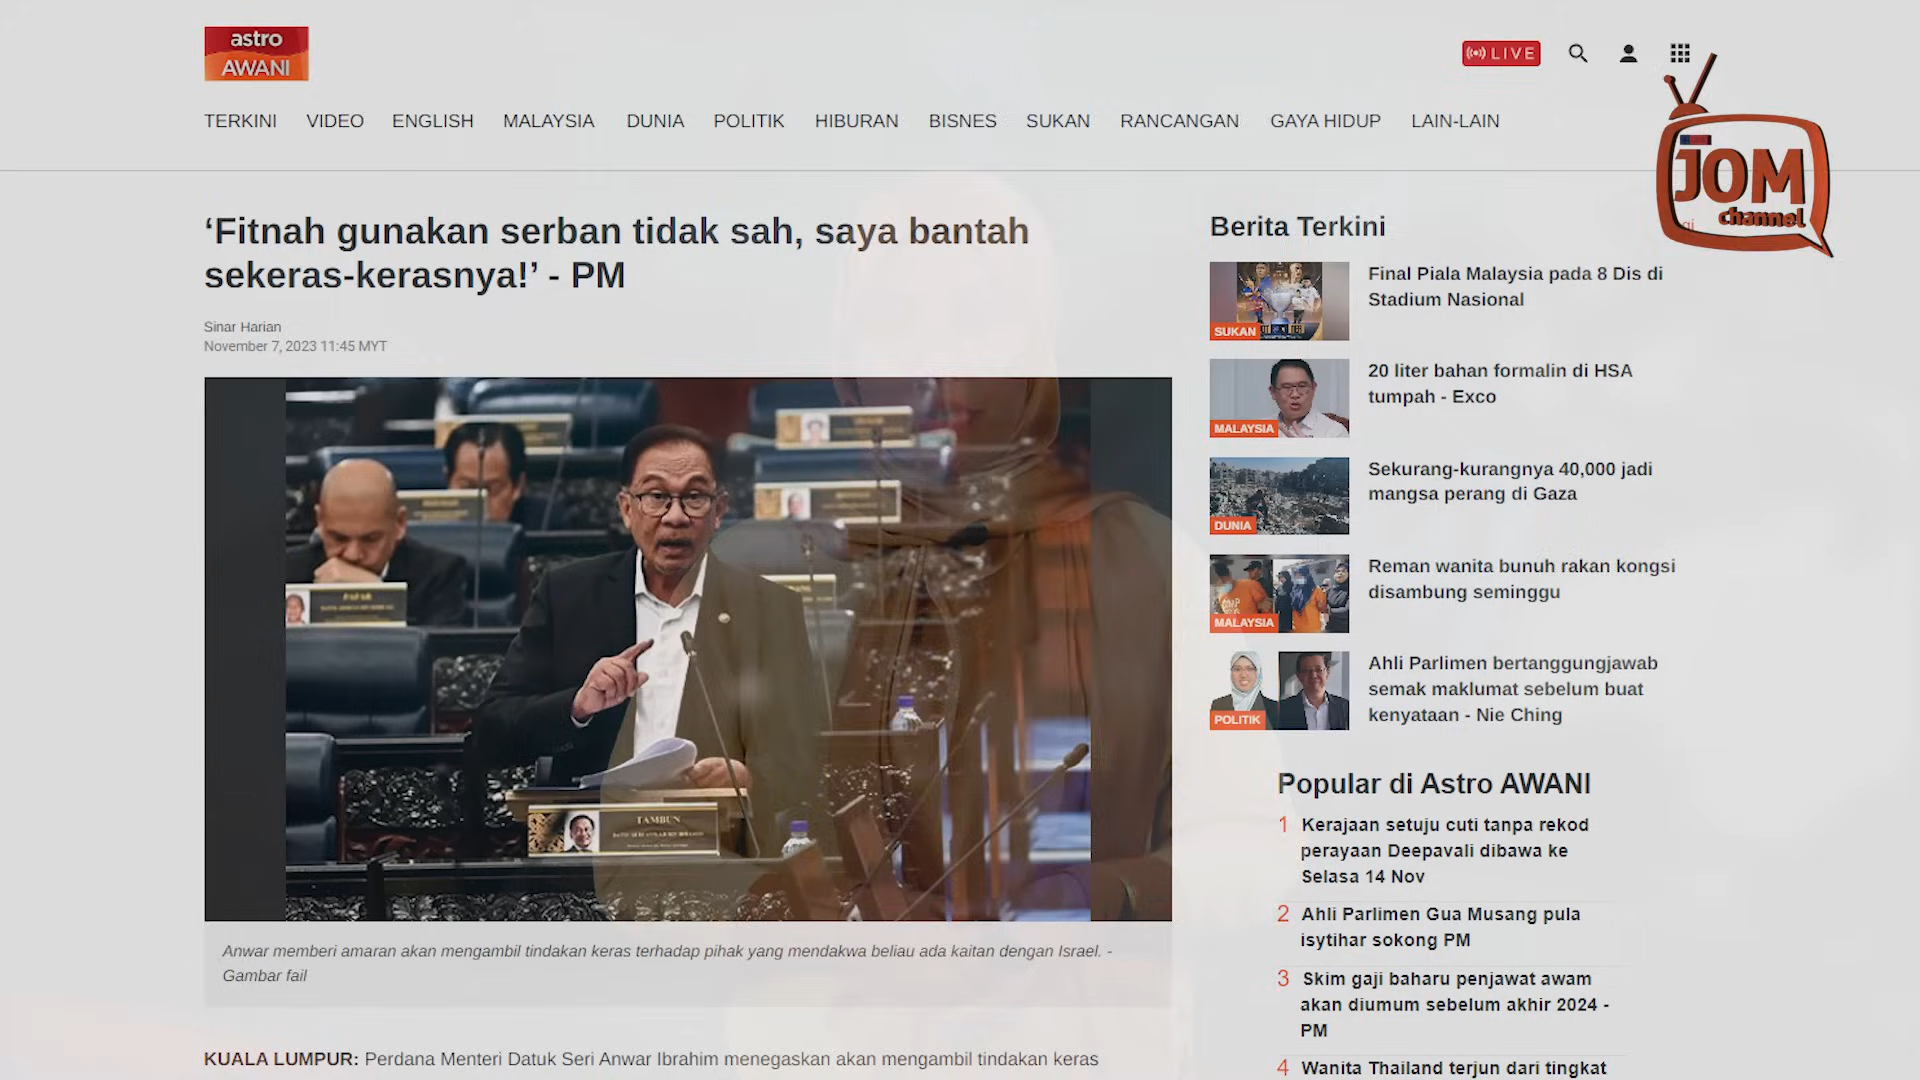 astro
AWANI
LIVE
TERKINI VIDEO ENGLISH MALAYSIA DUNIA POLITIK HIBURAN BISNES SUKAN RANCANGAN GAYA HIDUP LAIN-LAIN
JOM
channel
‘Fitnah gunakan serban tidak sah, saya bantah
sekeras-kerasnya!’ - PM
Sinar Harian
November 7, 2023 11:45 MYT
TAMBUN
Anwar memberi amaran akan mengambil tindakan keras terhadap pihak yang mendakwa beliau ada kaitan dengan Israel. -
Gambar fail
KUALA LUMPUR: Perdana Menteri Datuk Seri Anwar Ibrahim menegaskan akan mengambil tindakan keras
Berita Terkini
Final Piala Malaysia pada 8 Dis di
Stadium Nasional
SUKAN
20 liter bahan formalin di HSA
tumpah - Exco
MALAYSIA
Sekurang-kurangnya 40,000 jadi
mangsa perang di Gaza
DUNIA
Reman wanita bunuh rakan kongsi
disambung seminggu
MALAYSIA
Ahli Parlimen bertanggungjawab
semak maklumat sebelum buat
kenyataan - Nie Ching
POLITIK
Popular di Astro AWANI
1 Kerajaan setuju cuti tanpa rekod
perayaan Deepavali dibawa ke
Selasa 14 Nov
2 Ahli Parlimen Gua Musang pula
isytihar sokong PM
3 Skim gaji baharu penjawat awam
akan diumum sebelum akhir 2024 -
PM
4 Wanita Thailand terjun dari tingkat